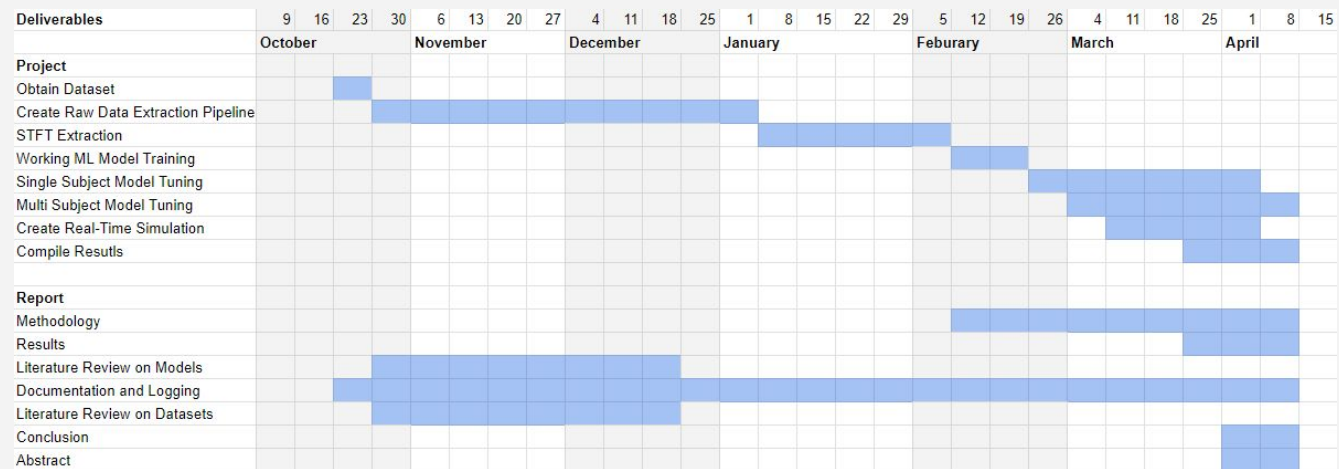 Deliverables 9 16 23 30 6 13 20 27 4 11 18 25 1 8 15 22 29 5 12 19 26 4 11 18 25 1 8 15
October November December January Feburary March April
Project
Obtain Dataset
Create Raw Data Extraction Pipeline
STFT Extraction
Working ML Model Training
Single Subject Model Tuning
Multi Subject Model Tuning
Create Real-Time Simulation
Compile Resutls
Report
Methodology
Results
Literature Review on Models
Documentation and Logging
Literature Review on Datasets
Conclusion
Abstract